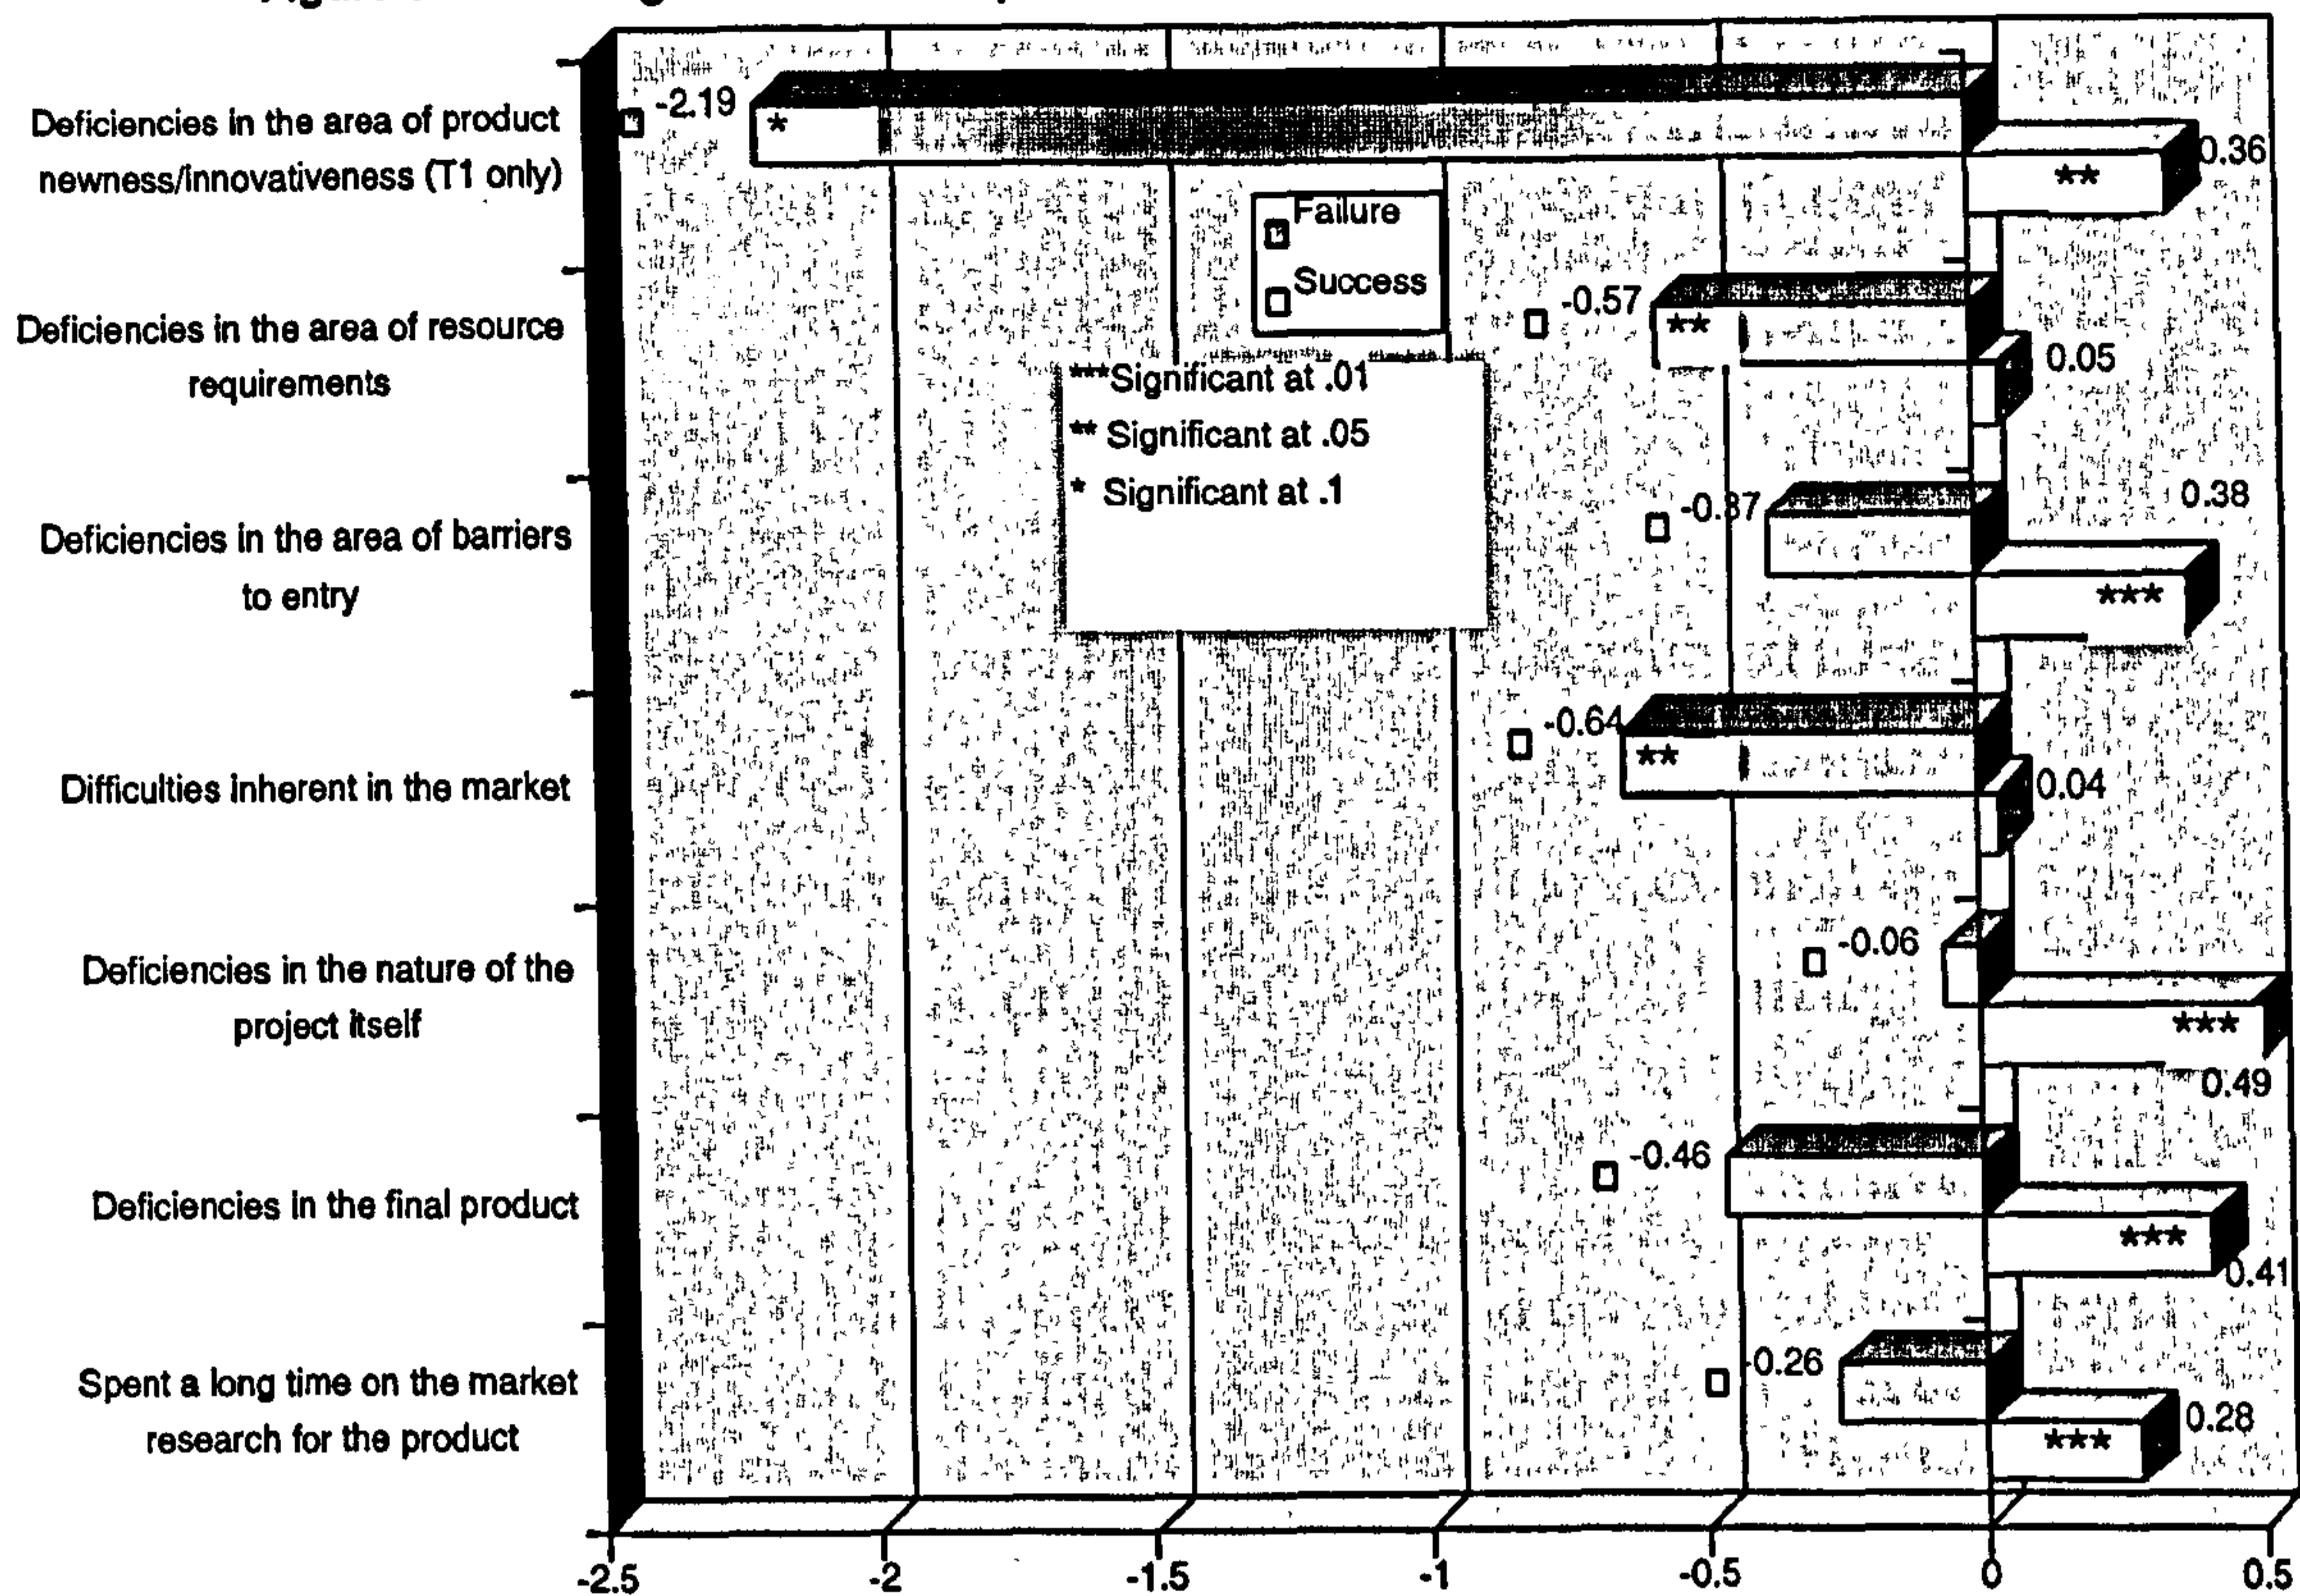 Deficiencies in the area of product
newness/innovativeness (T1 only)
-2.19
*
0.36
**
Failure
Success
***Significant at .01
** Significant at .05
* Significant at .1
Deficiencies in the area of resource
requirements
-0.57
**
0.05
Deficiencies in the area of barriers
to entry
-0.37
0.38
***
Difficulties inherent in the market
-0.64
**
0.04
Deficiencies in the nature of the
project itself
-0.06
***
0.49
Deficiencies in the final product
-0.46
***
0.41
Spent a long time on the market
research for the product
-0.26
0.28
***
-2.5 -2 -1.5 -1 -0.5 0 0.5